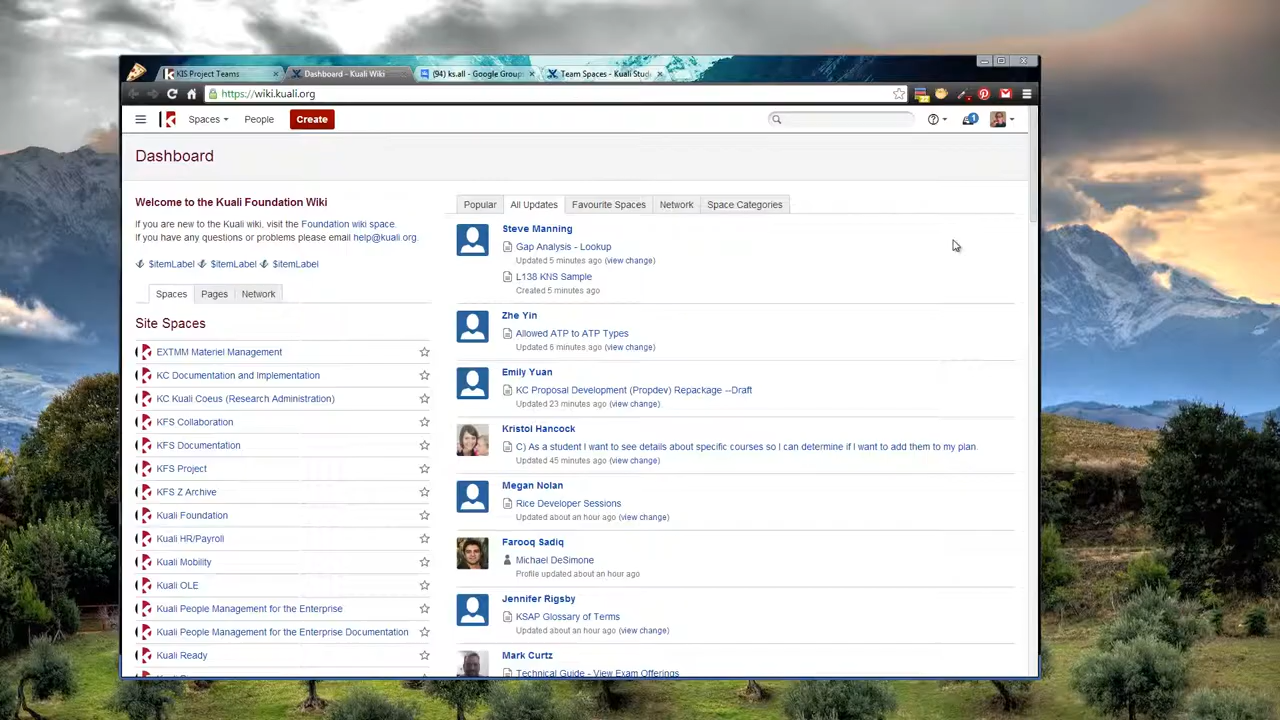 KIS Project Teams
Dashboard - Kuali Wiki
(94) ks.all - Google Group
Team Spaces - Kuali Stud
https://wiki.kuali.org
Spaces
People
Create
1
Dashboard
Welcome to the Kuali Foundation Wiki
If you are new to the Kuali wiki, visit the Foundation wiki space.
If you have any questions or problems please email help@kuali.org.
$itemLabel $itemLabel $itemLabel
Spaces Pages Network
Site Spaces
EXTMM Materiel Management
KC Documentation and Implementation
KC Kuali Coeus (Research Administration)
KFS Collaboration
KFS Documentation
KFS Project
KFS Z Archive
Kuali Foundation
Kuali HR/Payroll
Kuali Mobility
Kuali OLE
Kuali People Management for the Enterprise
Kuali People Management for the Enterprise Documentation
Kuali Ready
Popular All Updates Favourite Spaces Network Space Categories
Steve Manning
Gap Analysis - Lookup
Updated 5 minutes ago (view change)
L138 KNS Sample
Created 5 minutes ago
Zhe Yin
Allowed ATP to ATP Types
Updated 6 minutes ago (view change)
Emily Yuan
KC Proposal Development (Propdev) Repackage --Draft
Updated 23 minutes ago (view change)
Kristol Hancock
C) As a student I want to see details about specific courses so I can determine if I want to add them to my plan.
Updated 45 minutes ago (view change)
Megan Nolan
Rice Developer Sessions
Updated about an hour ago (view change)
Farooq Sadiq
Michael DeSimone
Profile updated about an hour ago
Jennifer Rigsby
KSAP Glossary of Terms
Updated about an hour ago (view change)
Mark Curtz
Technical Guide - View Exam Offerings